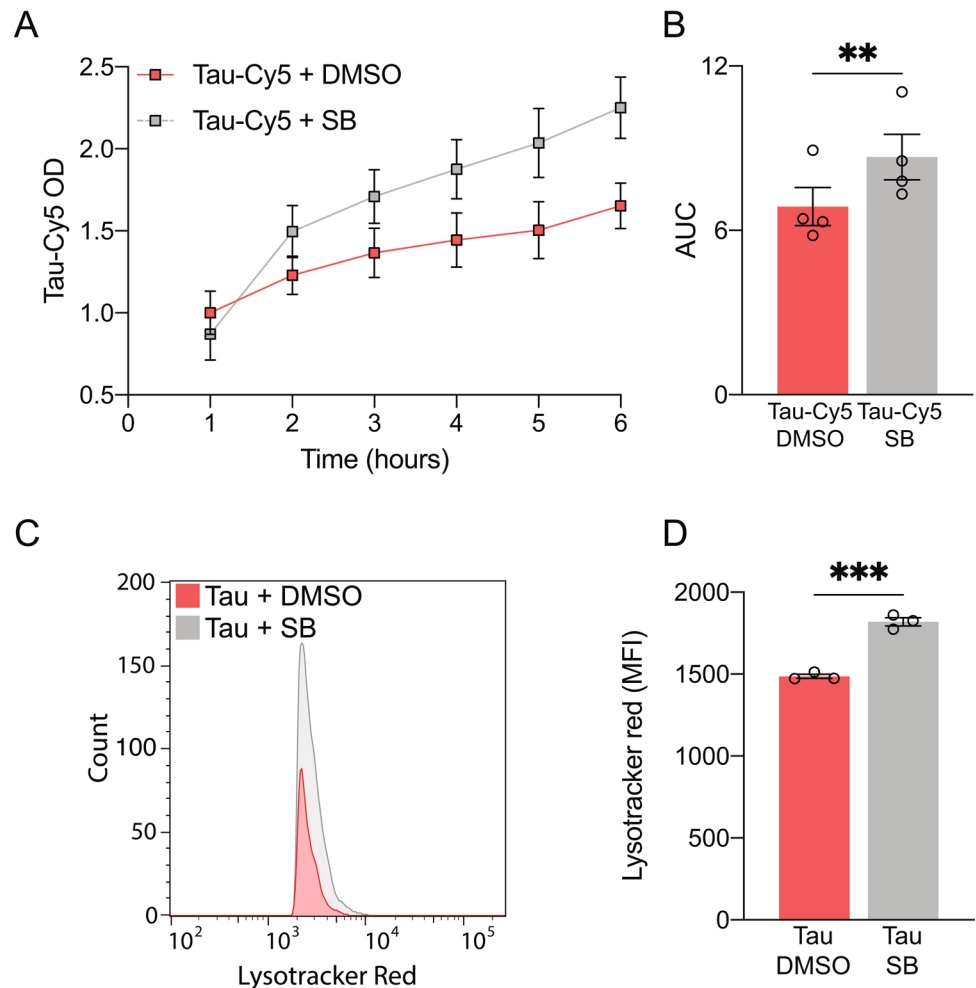 A
Tau-Cy5 + DMSO
Tau-Cy5 + SB
2.5
2.0
1.5
1.0
0.5
Tau-Cy5 OD
0 1 2 3 4 5 6
Time (hours)
B
**
12
6
0
AUC
Tau-Cy5 Tau-Cy5
DMSO SB
C
Tau + DMSO
Tau + SB
200
150
100
50
0
Count
10² 10³ 10⁴ 10⁵
Lysotracker Red
D
***
2000
1500
1000
500
0
Lysotracker red (MFI)
Tau Tau
DMSO SB